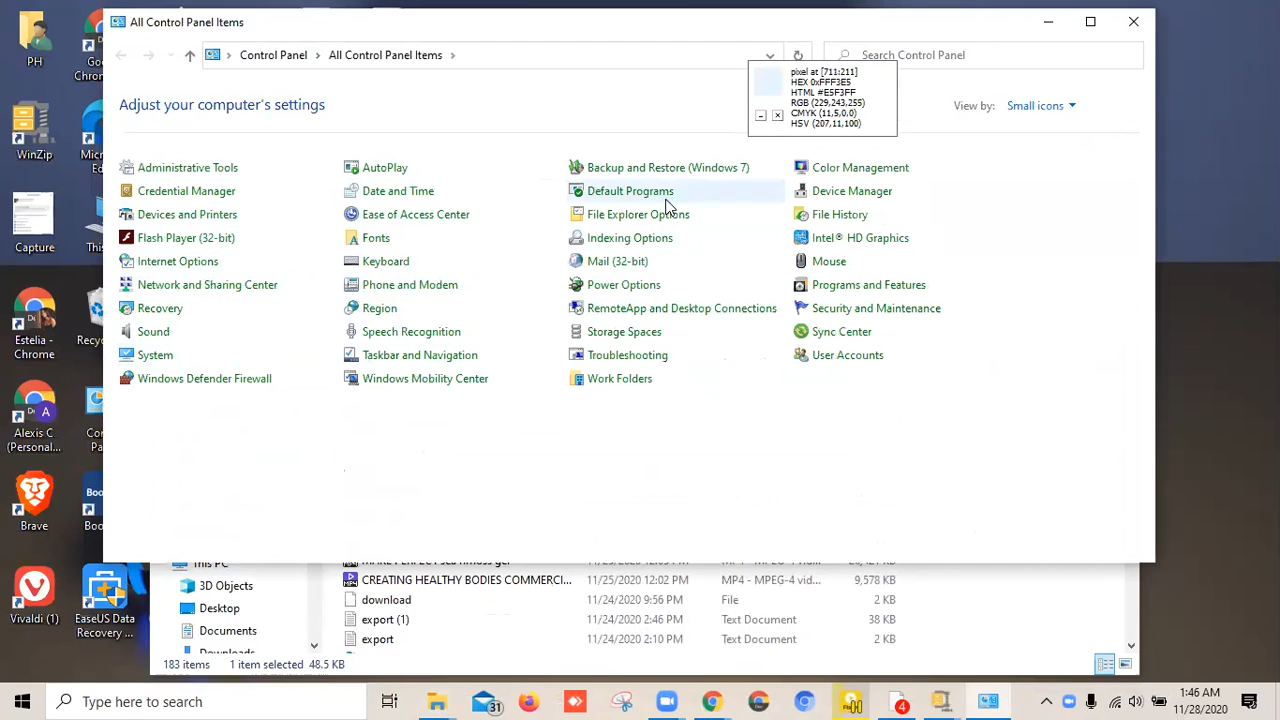 All Control Panel Items
Control Panel > All Control Panel Items >
Search Control Panel
pixel at [711:211]
HEX 0xFFF3E5
HTML #E5F3FF
RGB (229,243,255)
CMYK (11,5,0,0)
HSV (207,11,100)
Adjust your computer's settings
View by: Small icons
Administrative Tools
AutoPlay
Backup and Restore (Windows 7)
Color Management
Credential Manager
Date and Time
Default Programs
Device Manager
Devices and Printers
Ease of Access Center
File Explorer Options
File History
Flash Player (32-bit)
Fonts
Indexing Options
Intel® HD Graphics
Internet Options
Keyboard
Mail (32-bit)
Mouse
Network and Sharing Center
Phone and Modem
Power Options
Programs and Features
Recovery
Region
RemoteApp and Desktop Connections
Security and Maintenance
Sound
Speech Recognition
Storage Spaces
Sync Center
System
Taskbar and Navigation
Troubleshooting
User Accounts
Windows Defender Firewall
Windows Mobility Center
Work Folders
PH
WinZip
Capture
Estelia -
Chrome
Alexis C
(Person
Brave
Vivaldi (1)
EaseUS Data
Recovery ...
This PC
3D Objects
Desktop
Documents
Downloads
CREATING HEALTHY BODIES COMMERCI... 11/25/2020 12:02 PM MP4 - MPEG-4 vid... 9,578 KB
download 11/24/2020 9:56 PM File 2 KB
export (1) 11/24/2020 2:46 PM Text Document 38 KB
export 11/24/2020 2:10 PM Text Document 2 KB
183 items 1 item selected 48.5 KB
Type here to search
31
4
1:46 AM
11/28/2020